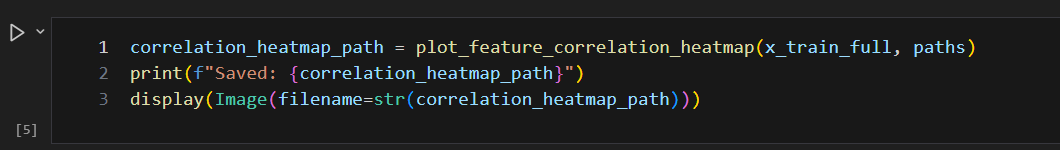 1 correlation_heatmap_path = plot_feature_correlation_heatmap(x_train_full, paths)
2 print(f"Saved: {correlation_heatmap_path}")
3 display(Image(filename=str(correlation_heatmap_path)))
[5]